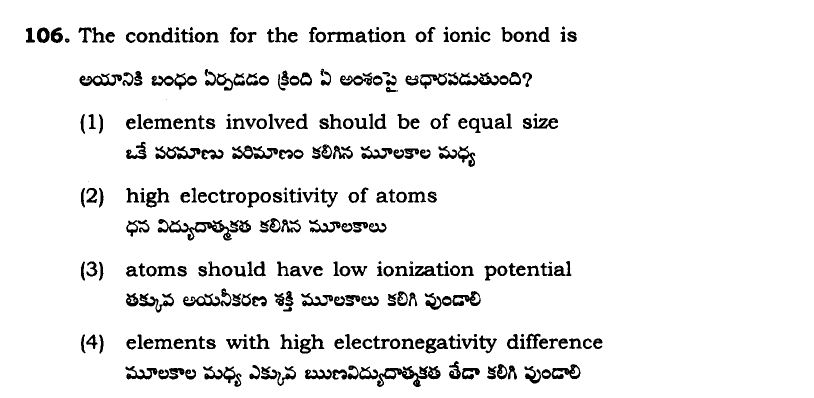 106. The condition for the formation of ionic bond is
అయానికి బంధం ఏర్పడడం క్రింది ఏ అంశంపై ఆధారపడుతుంది?
(1) elements involved should be of equal size
ఒకే పరమాణు పరిమాణం కలిగిన మూలకాల మధ్య
(2) high electropositivity of atoms
ధన విద్యుదాత్మకత కలిగిన మూలకాలు
(3) atoms should have low ionization potential
తక్కువ అయనీకరణ శక్తి మూలకాలు కలిగి వుండాలి
(4) elements with high electronegativity difference
మూలకాల మధ్య ఎక్కువ ఋణవిద్యుదాత్మకత తేడా కలిగి వుండాలి